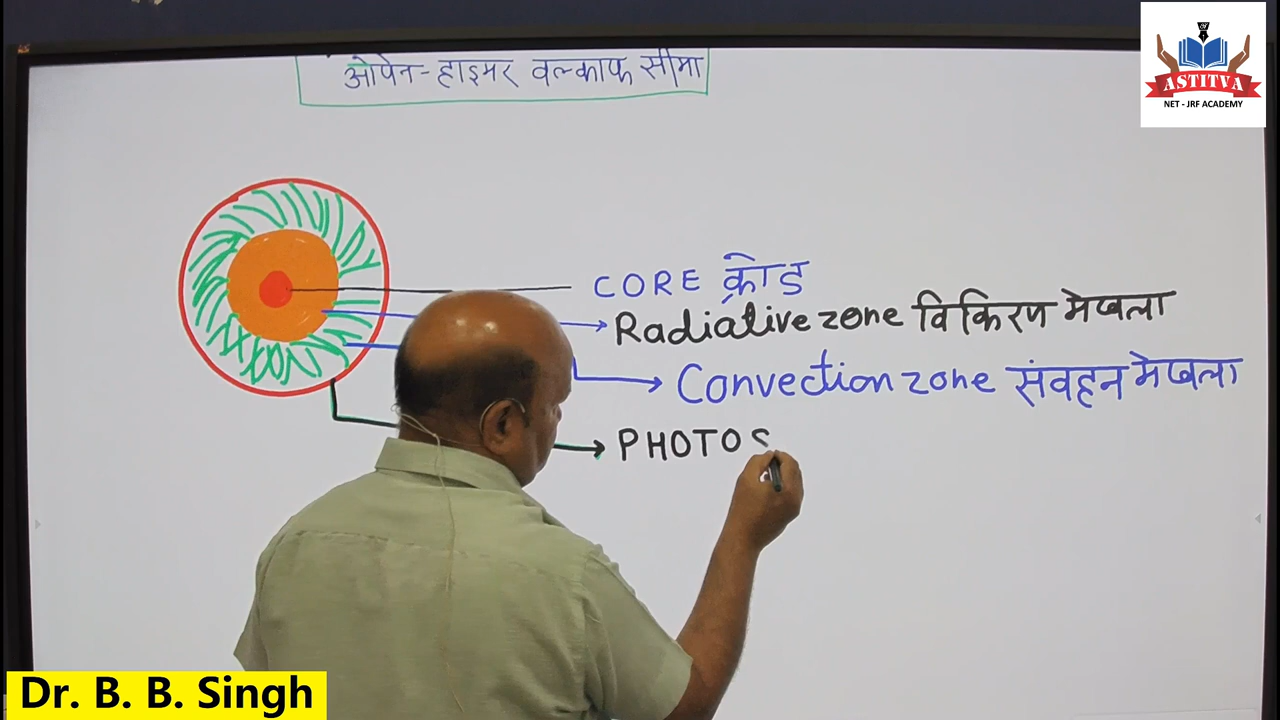 ओपेन-हाइमर वल्काफ सीमा
ASTITVA
NET - JRF ACADEMY
CORE क्रोड
Radiative zone विकिरण मेखला
Convection zone संवहन मेखला
PHOTOS
Dr. B. B. Singh